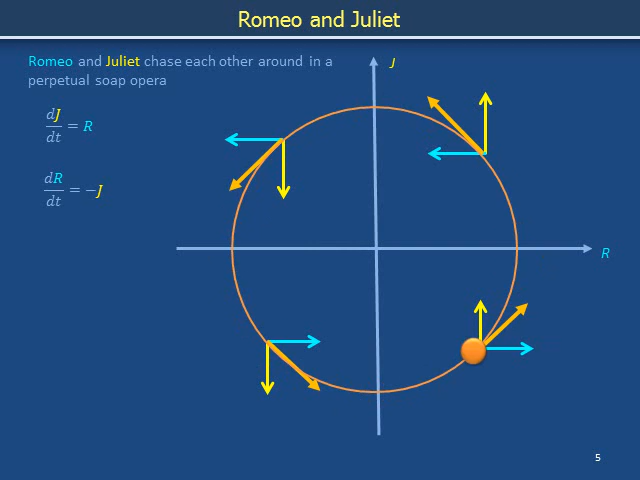 Romeo and Juliet
Romeo and Juliet chase each other around in a
perpetual soap opera
J
dJ/dt = R
dR/dt = −J
R
5